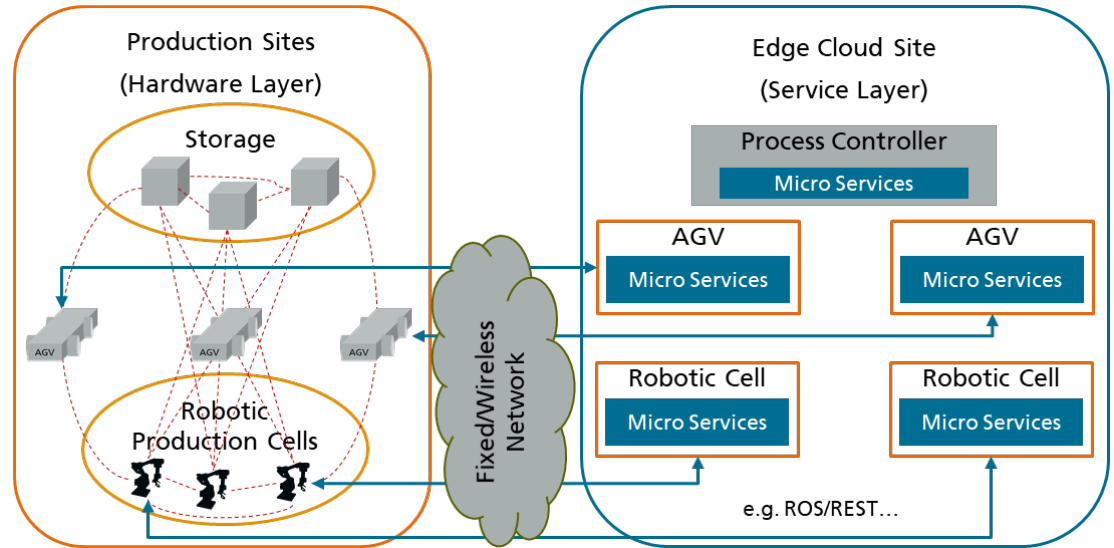 Production Sites
(Hardware Layer)
Storage
AGV
AGV
AGV
Robotic
Production Cells
Fixed/Wireless
Network
Edge Cloud Site
(Service Layer)
Process Controller
Micro Services
AGV
Micro Services
AGV
Micro Services
Robotic Cell
Micro Services
Robotic Cell
Micro Services
e.g. ROS/REST...